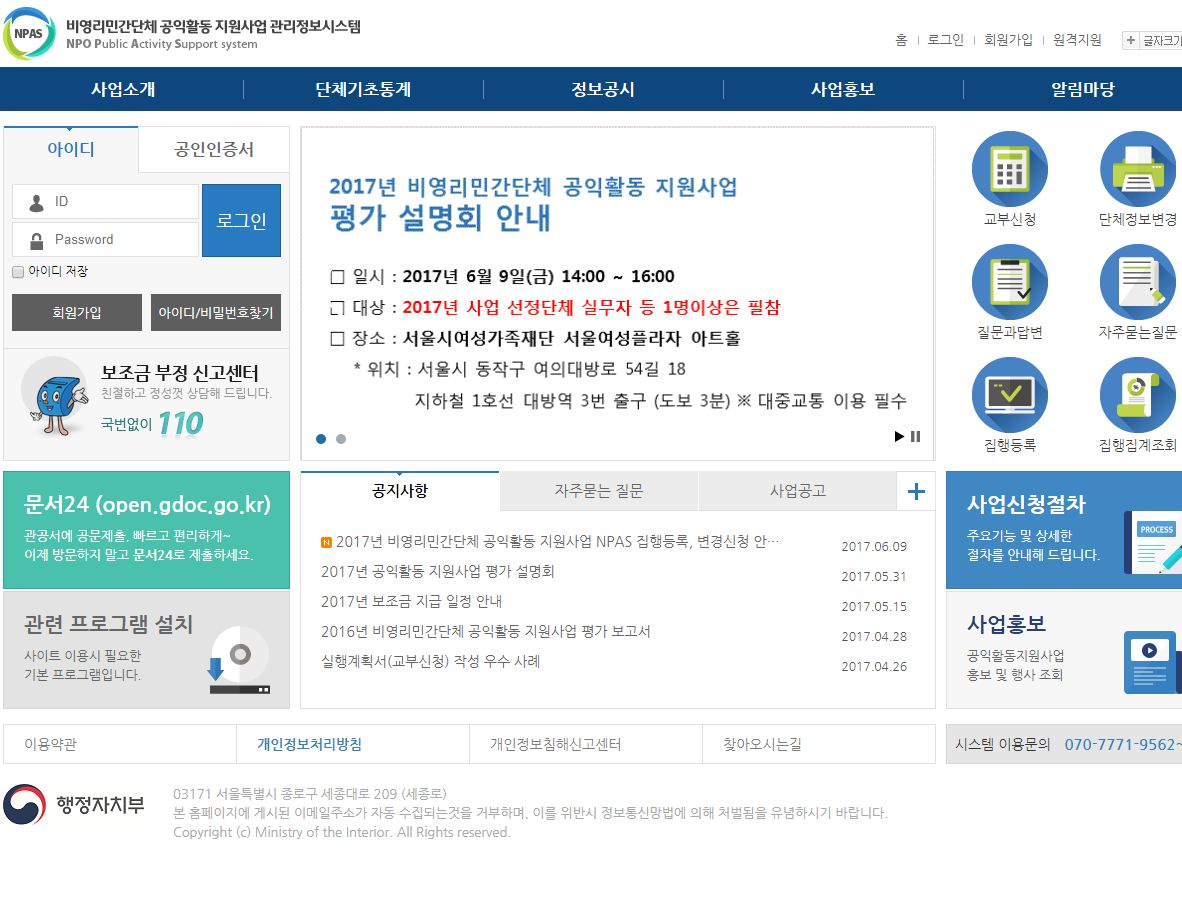 NPAS
비영리민간단체 공익활동 지원사업 관리정보시스템
NPO Public Activity Support system
홈 로그인 회원가입 원격지원 글자크기
사업소개 단체기초통계 정보공시 사업홍보 알림마당
아이디 공인인증서
ID
Password
로그인
아이디 저장
회원가입 아이디/비밀번호찾기
보조금 부정 신고센터
친절하고 정성껏 상담해 드립니다.
국번없이 110
2017년 비영리민간단체 공익활동 지원사업
평가 설명회 안내
□ 일시 : 2017년 6월 9일(금) 14:00 ~ 16:00
□ 대상 : 2017년 사업 선정단체 실무자 등 1명이상은 필참
□ 장소 : 서울시여성가족재단 서울여성플라자 아트홀
* 위치 : 서울시 동작구 여의대방로 54길 18
지하철 1호선 대방역 3번 출구 (도보 3분) ※ 대중교통 이용 필수
교부신청 단체정보변경
질문과답변 자주묻는질문
집행등록 집행집계조회
문서24 (open.gdoc.go.kr)
관공서에 공문제출, 빠르고 편리하게~
이제 방문하지 말고 문서24로 제출하세요.
관련 프로그램 설치
사이트 이용시 필요한
기본 프로그램입니다.
공지사항 자주묻는 질문 사업공고
N 2017년 비영리민간단체 공익활동 지원사업 NPAS 집행등록, 변경신청 안… 2017.06.09
2017년 공익활동 지원사업 평가 설명회 2017.05.31
2017년 보조금 지급 일정 안내 2017.05.15
2016년 비영리민간단체 공익활동 지원사업 평가 보고서 2017.04.28
실행계획서(교부신청) 작성 우수 사례 2017.04.26
사업신청절차
주요기능 및 상세한
절차를 안내해 드립니다.
PROCESS
사업홍보
공익활동지원사업
홍보 및 행사 조회
이용약관 개인정보처리방침 개인정보침해신고센터 찾아오시는길
시스템 이용문의 070-7771-9562~
행정자치부
03171 서울특별시 종로구 세종대로 209 (세종로)
본 홈페이지에 게시된 이메일주소가 자동 수집되는것을 거부하며, 이를 위반시 정보통신망법에 의해 처벌됨을 유념하시기 바랍니다.
Copyright (c) Ministry of the Interior. All Rights reserved.